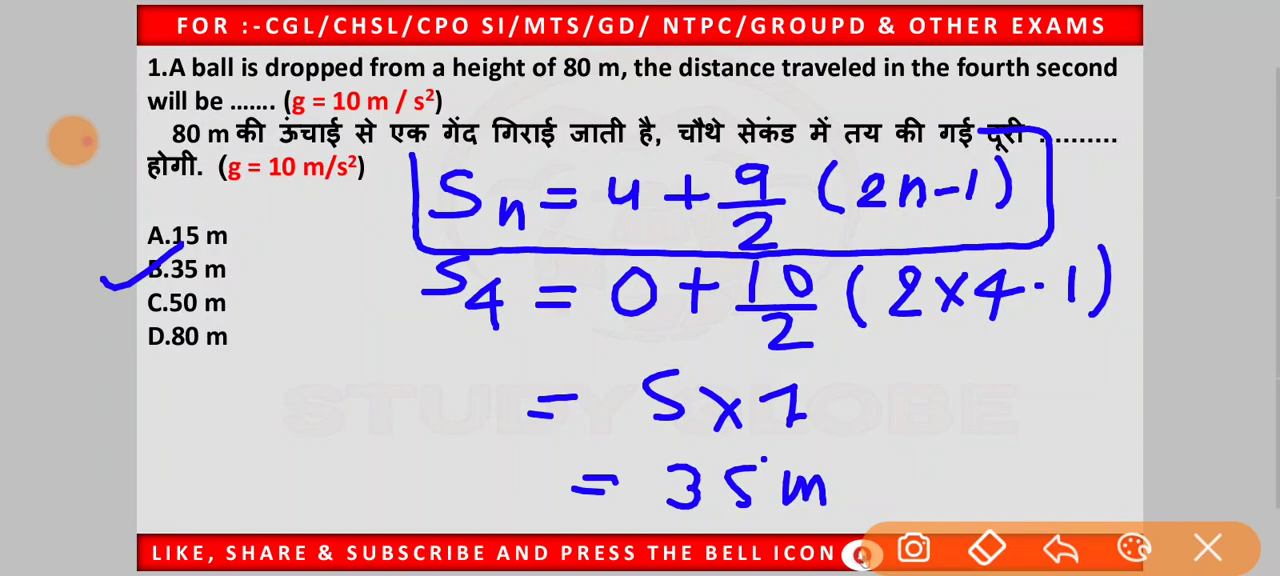 FOR :-CGL/CHSL/CPO SI/MTS/GD/ NTPC/GROUPD & OTHER EXAMS
1.A ball is dropped from a height of 80 m, the distance traveled in the fourth second
will be ....... (g = 10 m / s²)
80 m की ऊंचाई से एक गेंद गिराई जाती है, चौथे सेकंड में तय की गई दूरी ..........
होगी. (g = 10 m/s²)
Sn = u + g/2 (2n-1)
A.15 m
B.35 m
S4 = 0 + 10/2 (2×4-1)
C.50 m
D.80 m
= 5×7
= 35 m
STUDY GLOBE
LIKE, SHARE & SUBSCRIBE AND PRESS THE BELL ICON